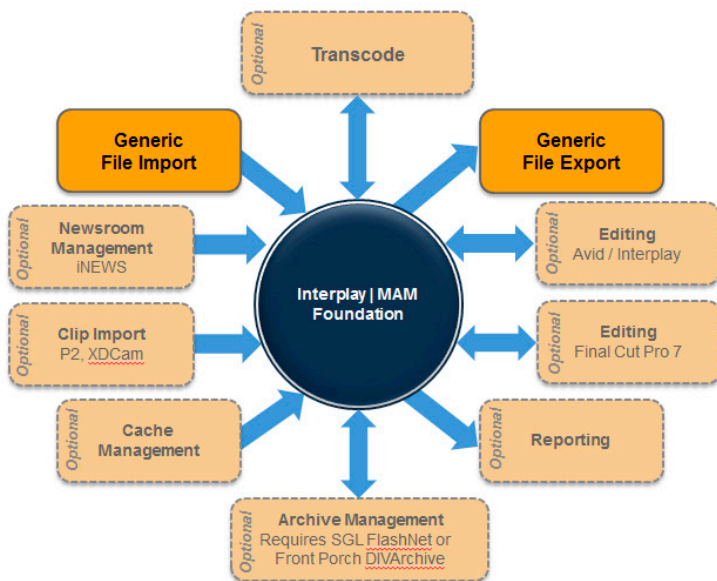 Optional
Transcode
Generic
File Import
Generic
File Export
Optional
Newsroom
Management
iNEWS
Optional
Editing
Avid / Interplay
Interplay | MAM
Foundation
Optional
Clip Import
P2, XDCam
Optional
Editing
Final Cut Pro 7
Optional
Cache
Management
Optional
Reporting
Optional
Archive Management
Requires SGL FlashNet or
Front Porch DIVArchive